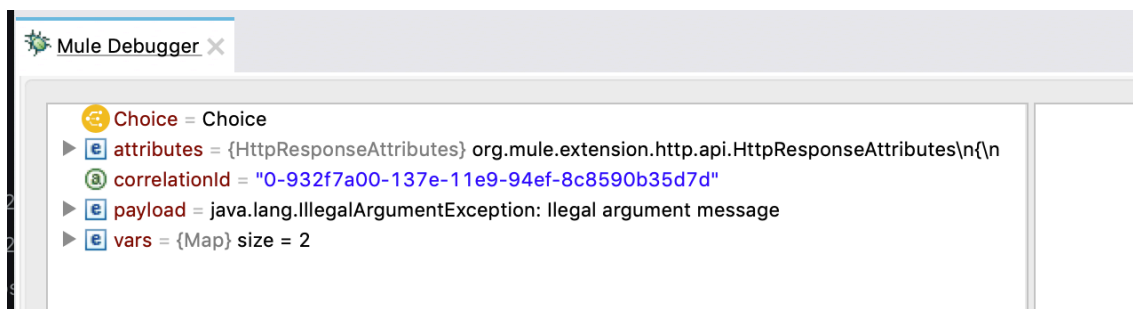 Mule Debugger
Choice = Choice
attributes = {HttpResponseAttributes} org.mule.extension.http.api.HttpResponseAttributes\n{\n
correlationId = "0-932f7a00-137e-11e9-94ef-8c8590b35d7d"
payload = java.lang.IllegalArgumentException: Ilegal argument message
vars = {Map} size = 2